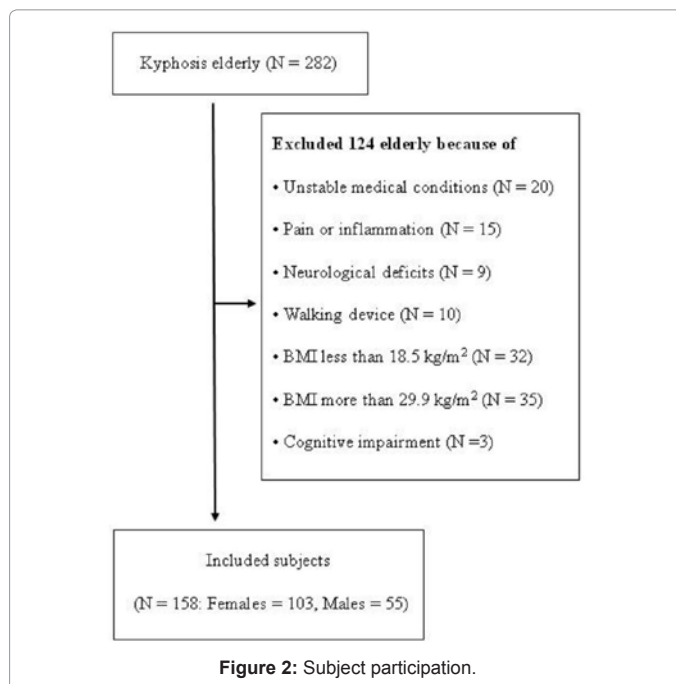 Kyphosis elderly (N = 282)
Excluded 124 elderly because of
• Unstable medical conditions (N = 20)
• Pain or inflammation (N = 15)
• Neurological deficits (N = 9)
• Walking device (N = 10)
• BMI less than 18.5 kg/m² (N = 32)
• BMI more than 29.9 kg/m² (N = 35)
• Cognitive impairment (N =3)
Included subjects
(N = 158: Females = 103, Males = 55)
Figure 2: Subject participation.